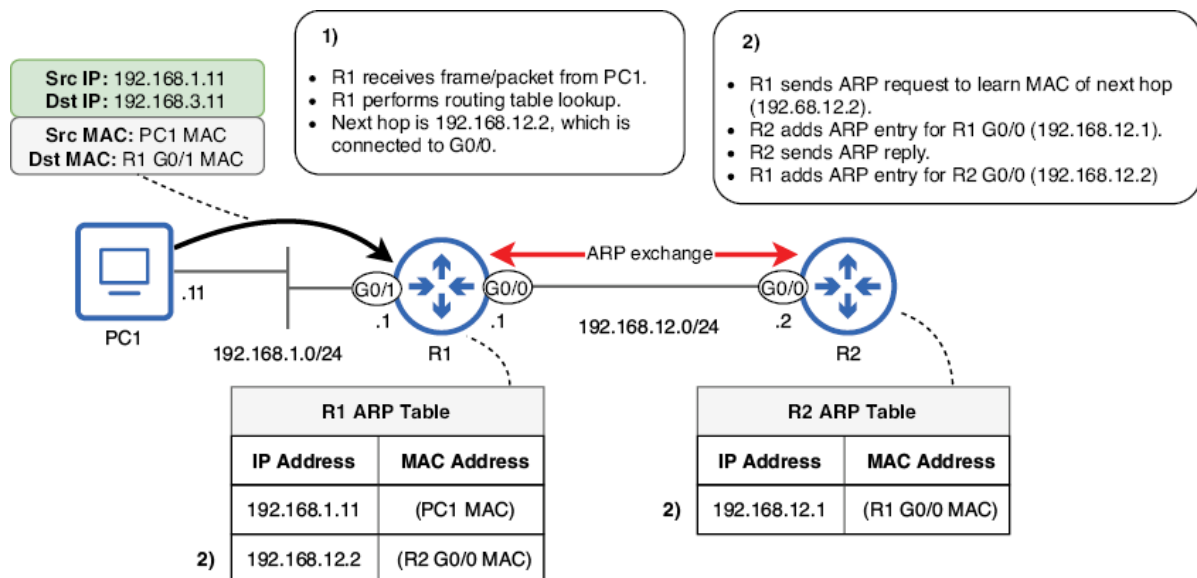 1)
• R1 receives frame/packet from PC1.
• R1 performs routing table lookup.
• Next hop is 192.168.12.2, which is
connected to G0/0.
2)
• R1 sends ARP request to learn MAC of next hop
(192.68.12.2).
• R2 adds ARP entry for R1 G0/0 (192.168.12.1).
• R2 sends ARP reply.
• R1 adds ARP entry for R2 G0/0 (192.168.12.2)
Src IP: 192.168.1.11
Dst IP: 192.168.3.11
Src MAC: PC1 MAC
Dst MAC: R1 G0/1 MAC
ARP exchange
G0/1
G0/0
G0/0
.11
.1
.1
192.168.12.0/24
.2
PC1
192.168.1.0/24
R1
R2
R1 ARP Table
IP Address MAC Address
192.168.1.11 (PC1 MAC)
2) 192.168.12.2 (R2 G0/0 MAC)
R2 ARP Table
IP Address MAC Address
2) 192.168.12.1 (R1 G0/0 MAC)